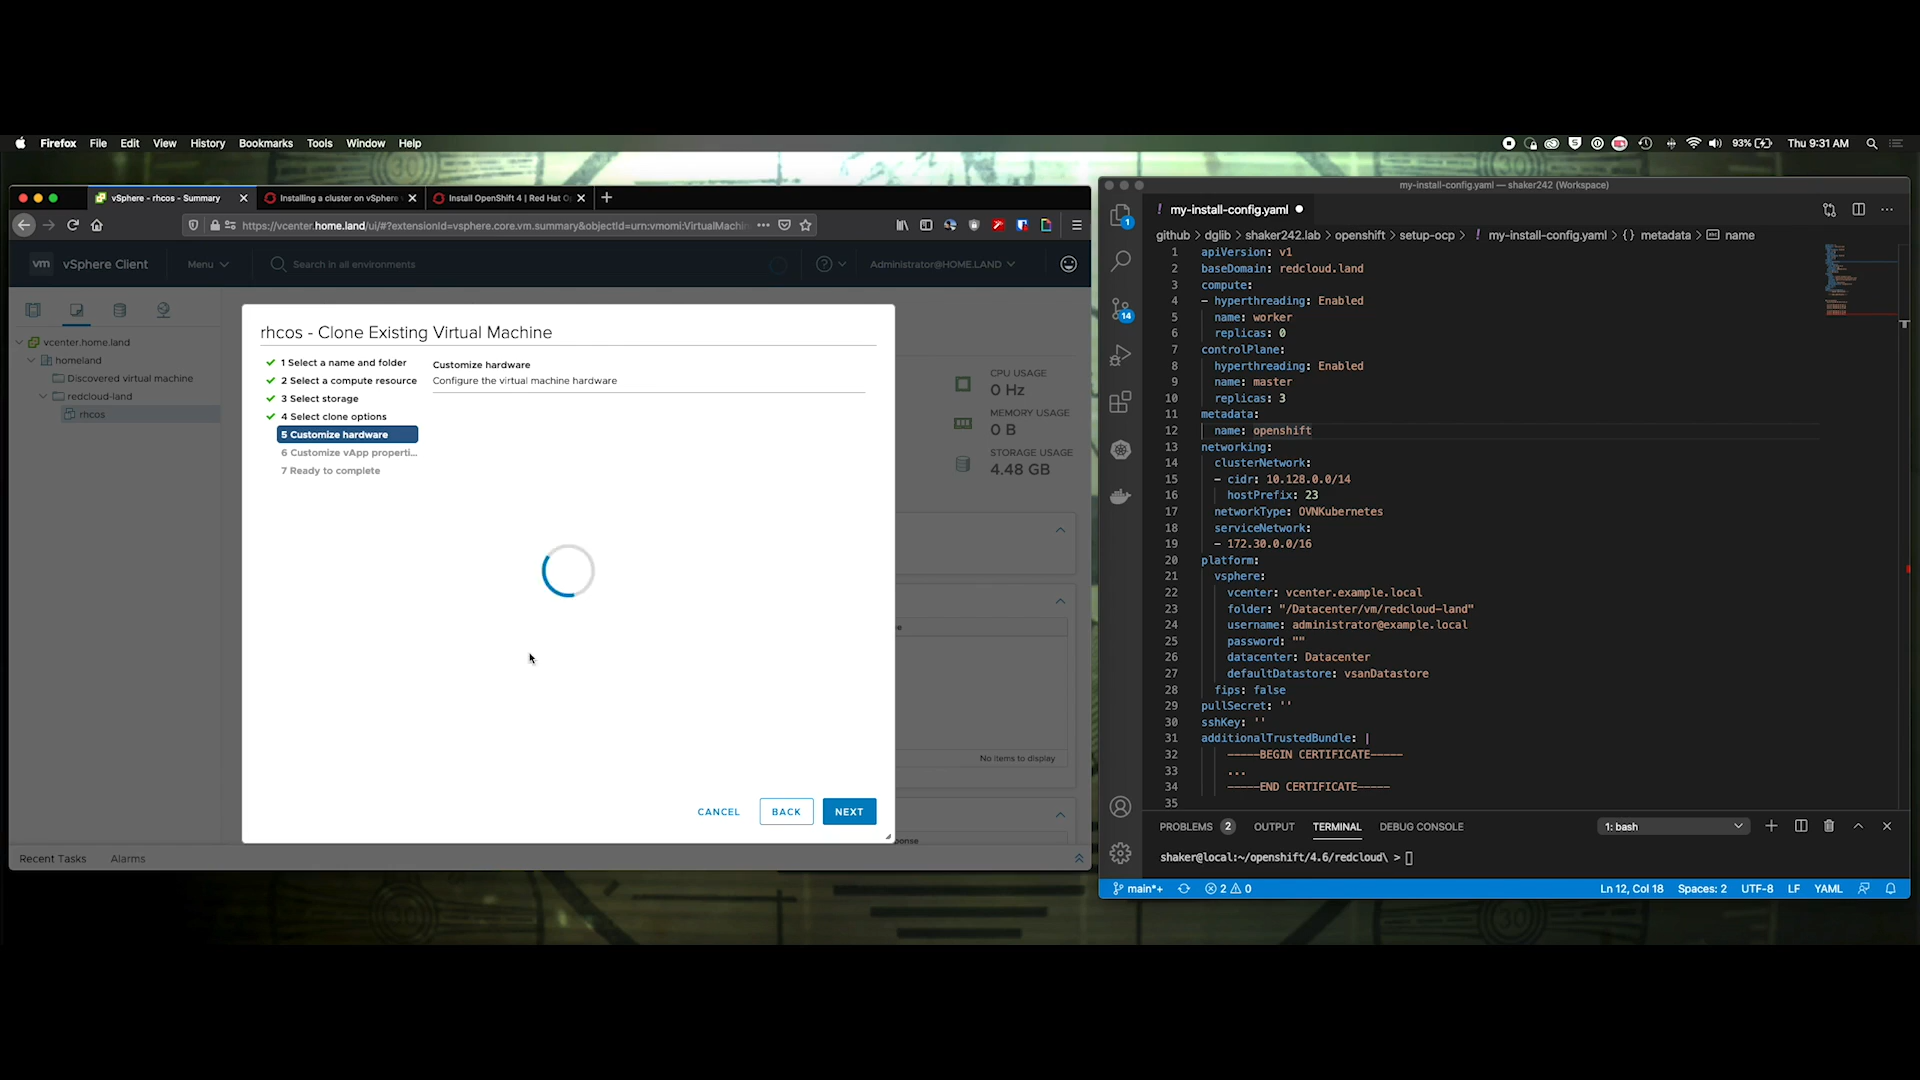 Firefox File Edit View History Bookmarks Tools Window Help
93% Thu 9:31 AM
vSphere - rhcos - Summary
Installing a cluster on vSphere
Install OpenShift 4 | Red Hat O
https://vcenter.home.land/ui/#?extensionId=vsphere.core.vm.summary&objectId=urn:vmomi:VirtualMachi
vm vSphere Client Menu Search in all environments Administrator@HOME.LAND
vcenter.home.land
homeland
Discovered virtual machine
redcloud-land
rhcos
rhcos - Clone Existing Virtual Machine
1 Select a name and folder
2 Select a compute resource
3 Select storage
4 Select clone options
5 Customize hardware
6 Customize vApp properti...
7 Ready to complete
Customize hardware
Configure the virtual machine hardware
CANCEL BACK NEXT
CPU USAGE
0 Hz
MEMORY USAGE
0 B
STORAGE USAGE
4.48 GB
No items to display
Recent Tasks Alarms
my-install-config.yaml — shaker242 (Workspace)
! my-install-config.yaml
github > dglib > shaker242.lab > openshift > setup-ocp > ! my-install-config.yaml > {} metadata > name
1
14
1 apiVersion: v1
2 baseDomain: redcloud.land
3 compute:
4 - hyperthreading: Enabled
5 name: worker
6 replicas: 0
7 controlPlane:
8 hyperthreading: Enabled
9 name: master
10 replicas: 3
11 metadata:
12 name: openshift
13 networking:
14 clusterNetwork:
15 - cidr: 10.128.0.0/14
16 hostPrefix: 23
17 networkType: OVNKubernetes
18 serviceNetwork:
19 - 172.30.0.0/16
20 platform:
21 vsphere:
22 vcenter: vcenter.example.local
23 folder: "/Datacenter/vm/redcloud-land"
24 username: administrator@example.local
25 password: ""
26 datacenter: Datacenter
27 defaultDatastore: vsanDatastore
28 fips: false
29 pullSecret: ''
30 sshKey: ''
31 additionalTrustedBundle: |
32 -----BEGIN CERTIFICATE-----
33 ...
34 -----END CERTIFICATE-----
35
PROBLEMS 2 OUTPUT TERMINAL DEBUG CONSOLE 1: bash
shaker@local:~/openshift/4.6/redcloud\ >
main*+ 2 0 Ln 12, Col 18 Spaces: 2 UTF-8 LF YAML